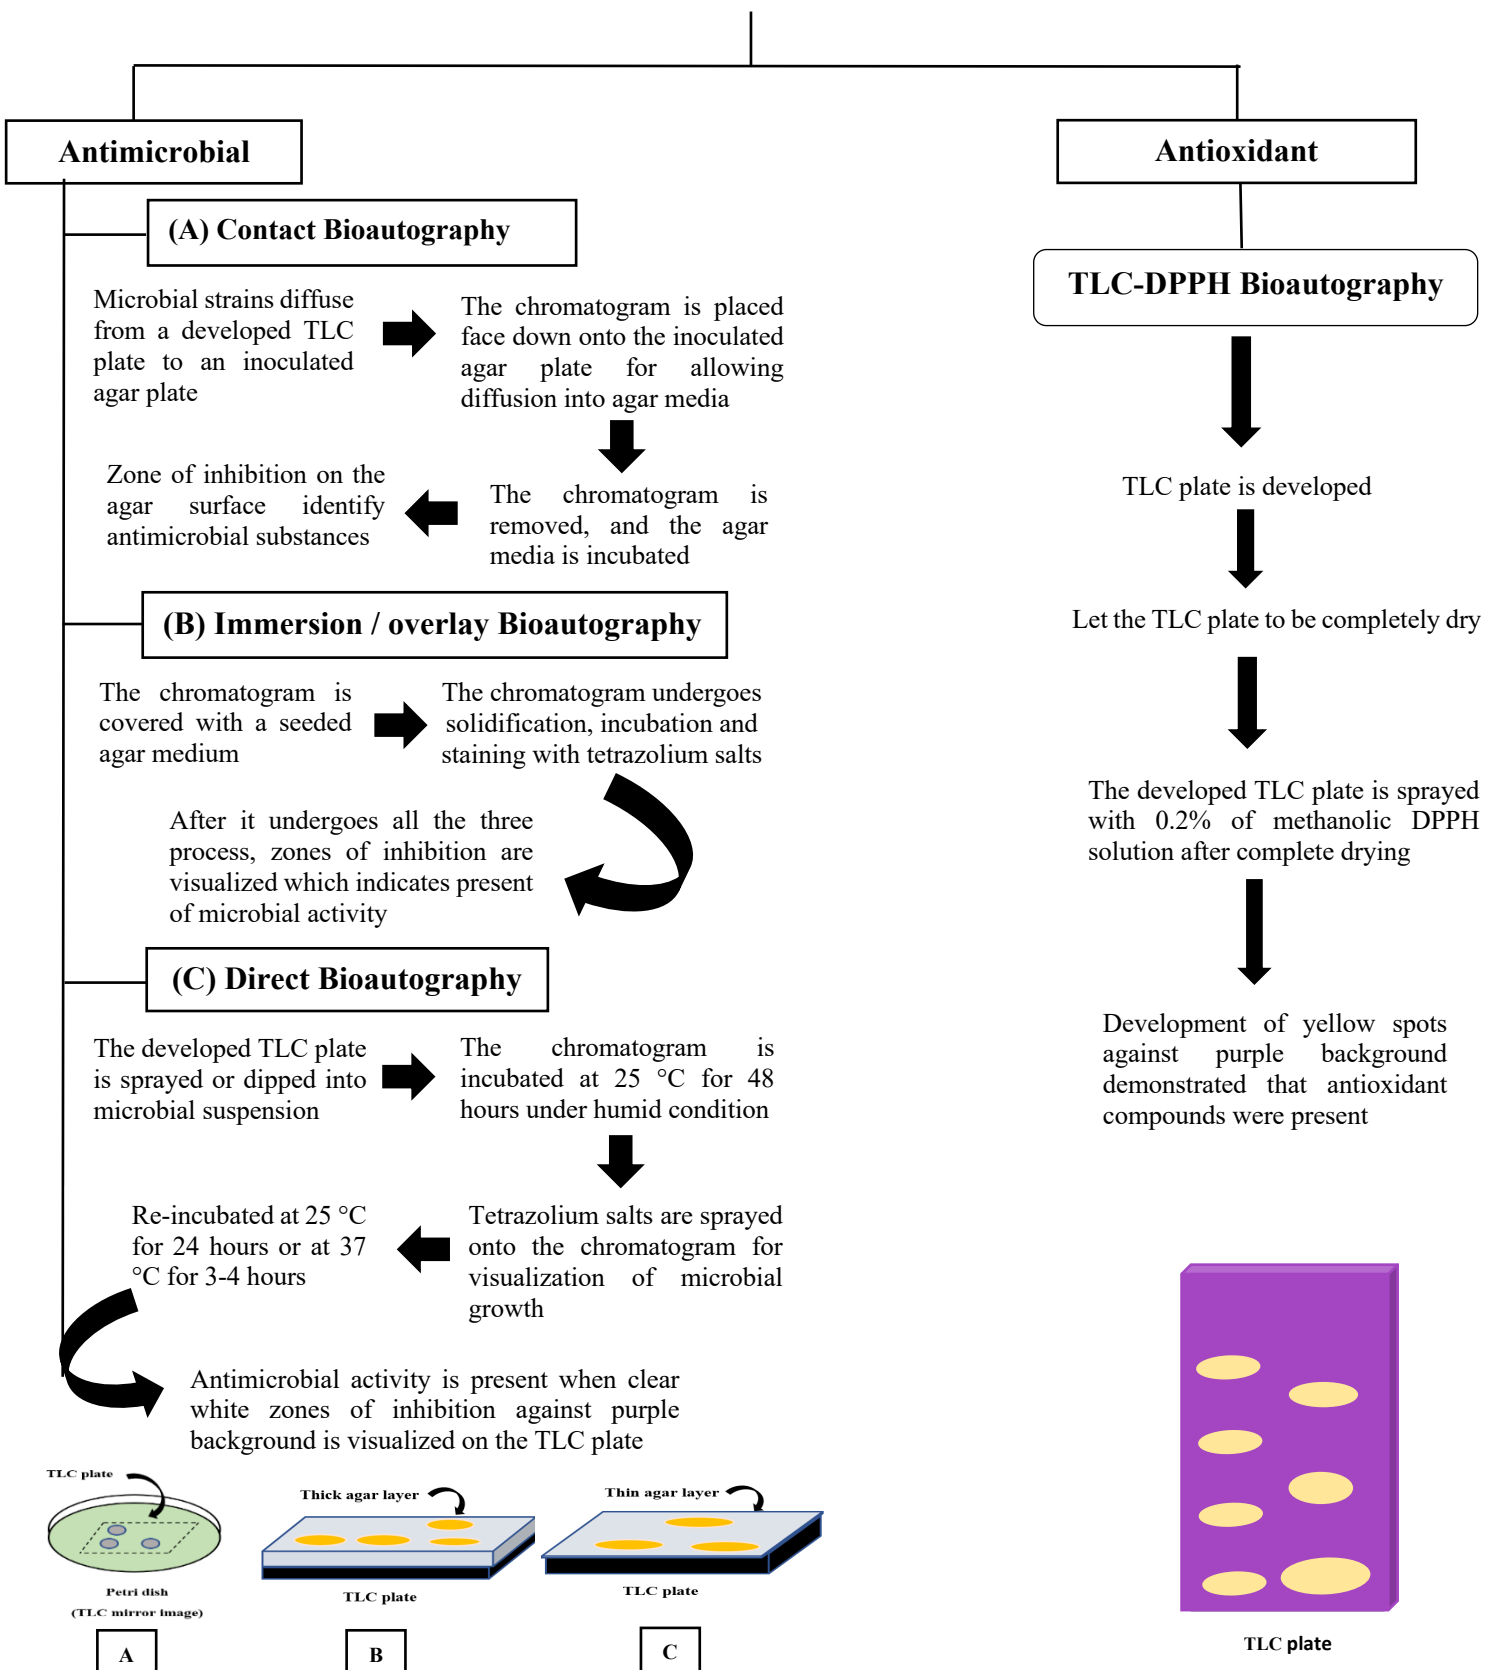 Antimicrobial
(A) Contact Bioautography
Microbial strains diffuse
from a developed TLC
plate to an inoculated
agar plate
The chromatogram is placed
face down onto the inoculated
agar plate for allowing
diffusion into agar media
The chromatogram is
removed, and the agar
media is incubated
Zone of inhibition on the
agar surface identify
antimicrobial substances
(B) Immersion / overlay Bioautography
The chromatogram is
covered with a seeded
agar medium
The chromatogram undergoes
solidification, incubation and
staining with tetrazolium salts
After it undergoes all the three
process, zones of inhibition are
visualized which indicates present
of microbial activity
(C) Direct Bioautography
The developed TLC plate
is sprayed or dipped into
microbial suspension
The chromatogram is
incubated at 25 °C for 48
hours under humid condition
Tetrazolium salts are sprayed
onto the chromatogram for
visualization of microbial
growth
Re-incubated at 25 °C
for 24 hours or at 37
°C for 3-4 hours
Antimicrobial activity is present when clear
white zones of inhibition against purple
background is visualized on the TLC plate
TLC plate
Petri dish
(TLC mirror image)
A
Thick agar layer
TLC plate
B
Thin agar layer
TLC plate
C
Antioxidant
TLC-DPPH Bioautography
TLC plate is developed
Let the TLC plate to be completely dry
The developed TLC plate is sprayed
with 0.2% of methanolic DPPH
solution after complete drying
Development of yellow spots
against purple background
demonstrated that antioxidant
compounds were present
TLC plate